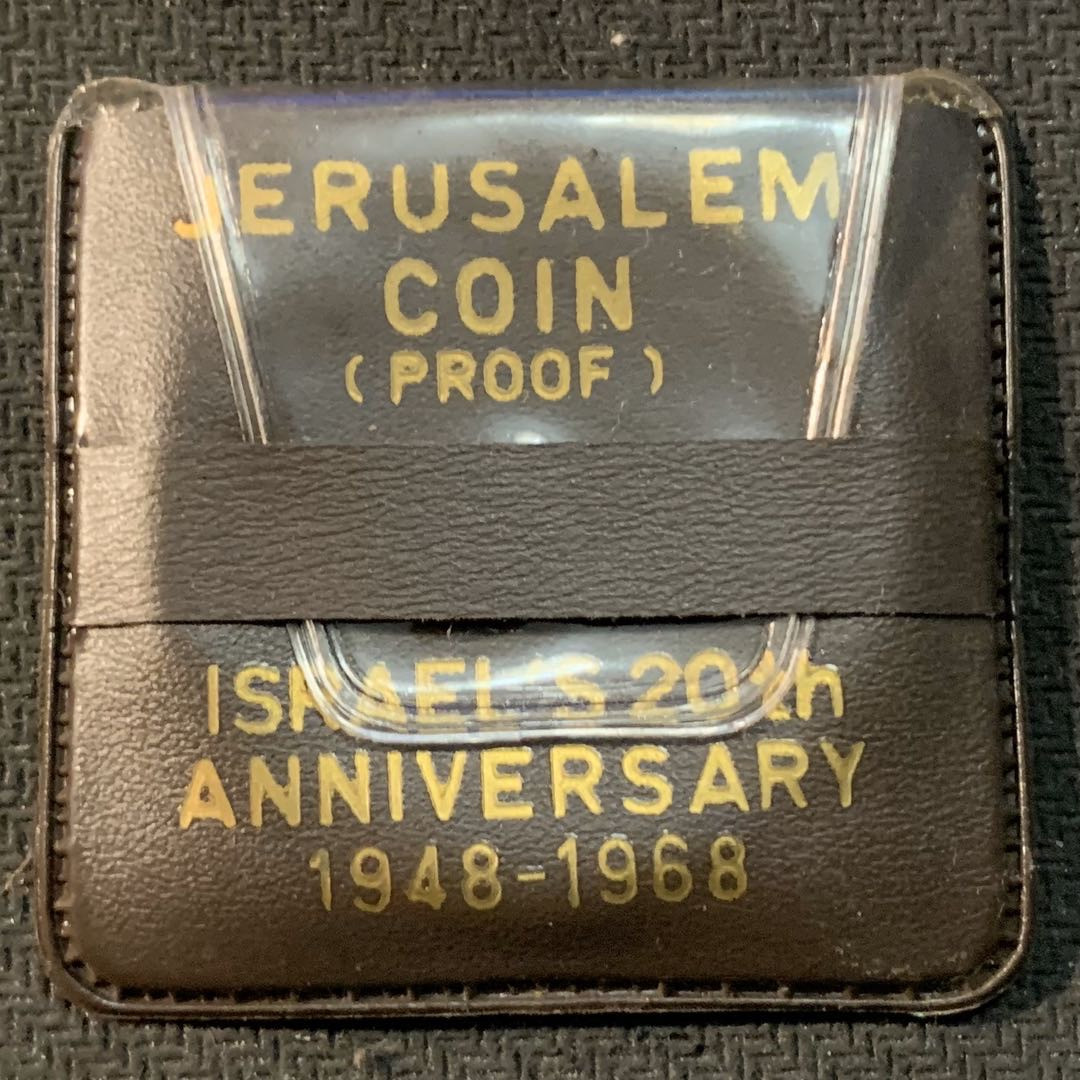 JERUSALEM
COIN
(PROOF)
ISRAEL'S 20th
ANNIVERSARY
1948-1968